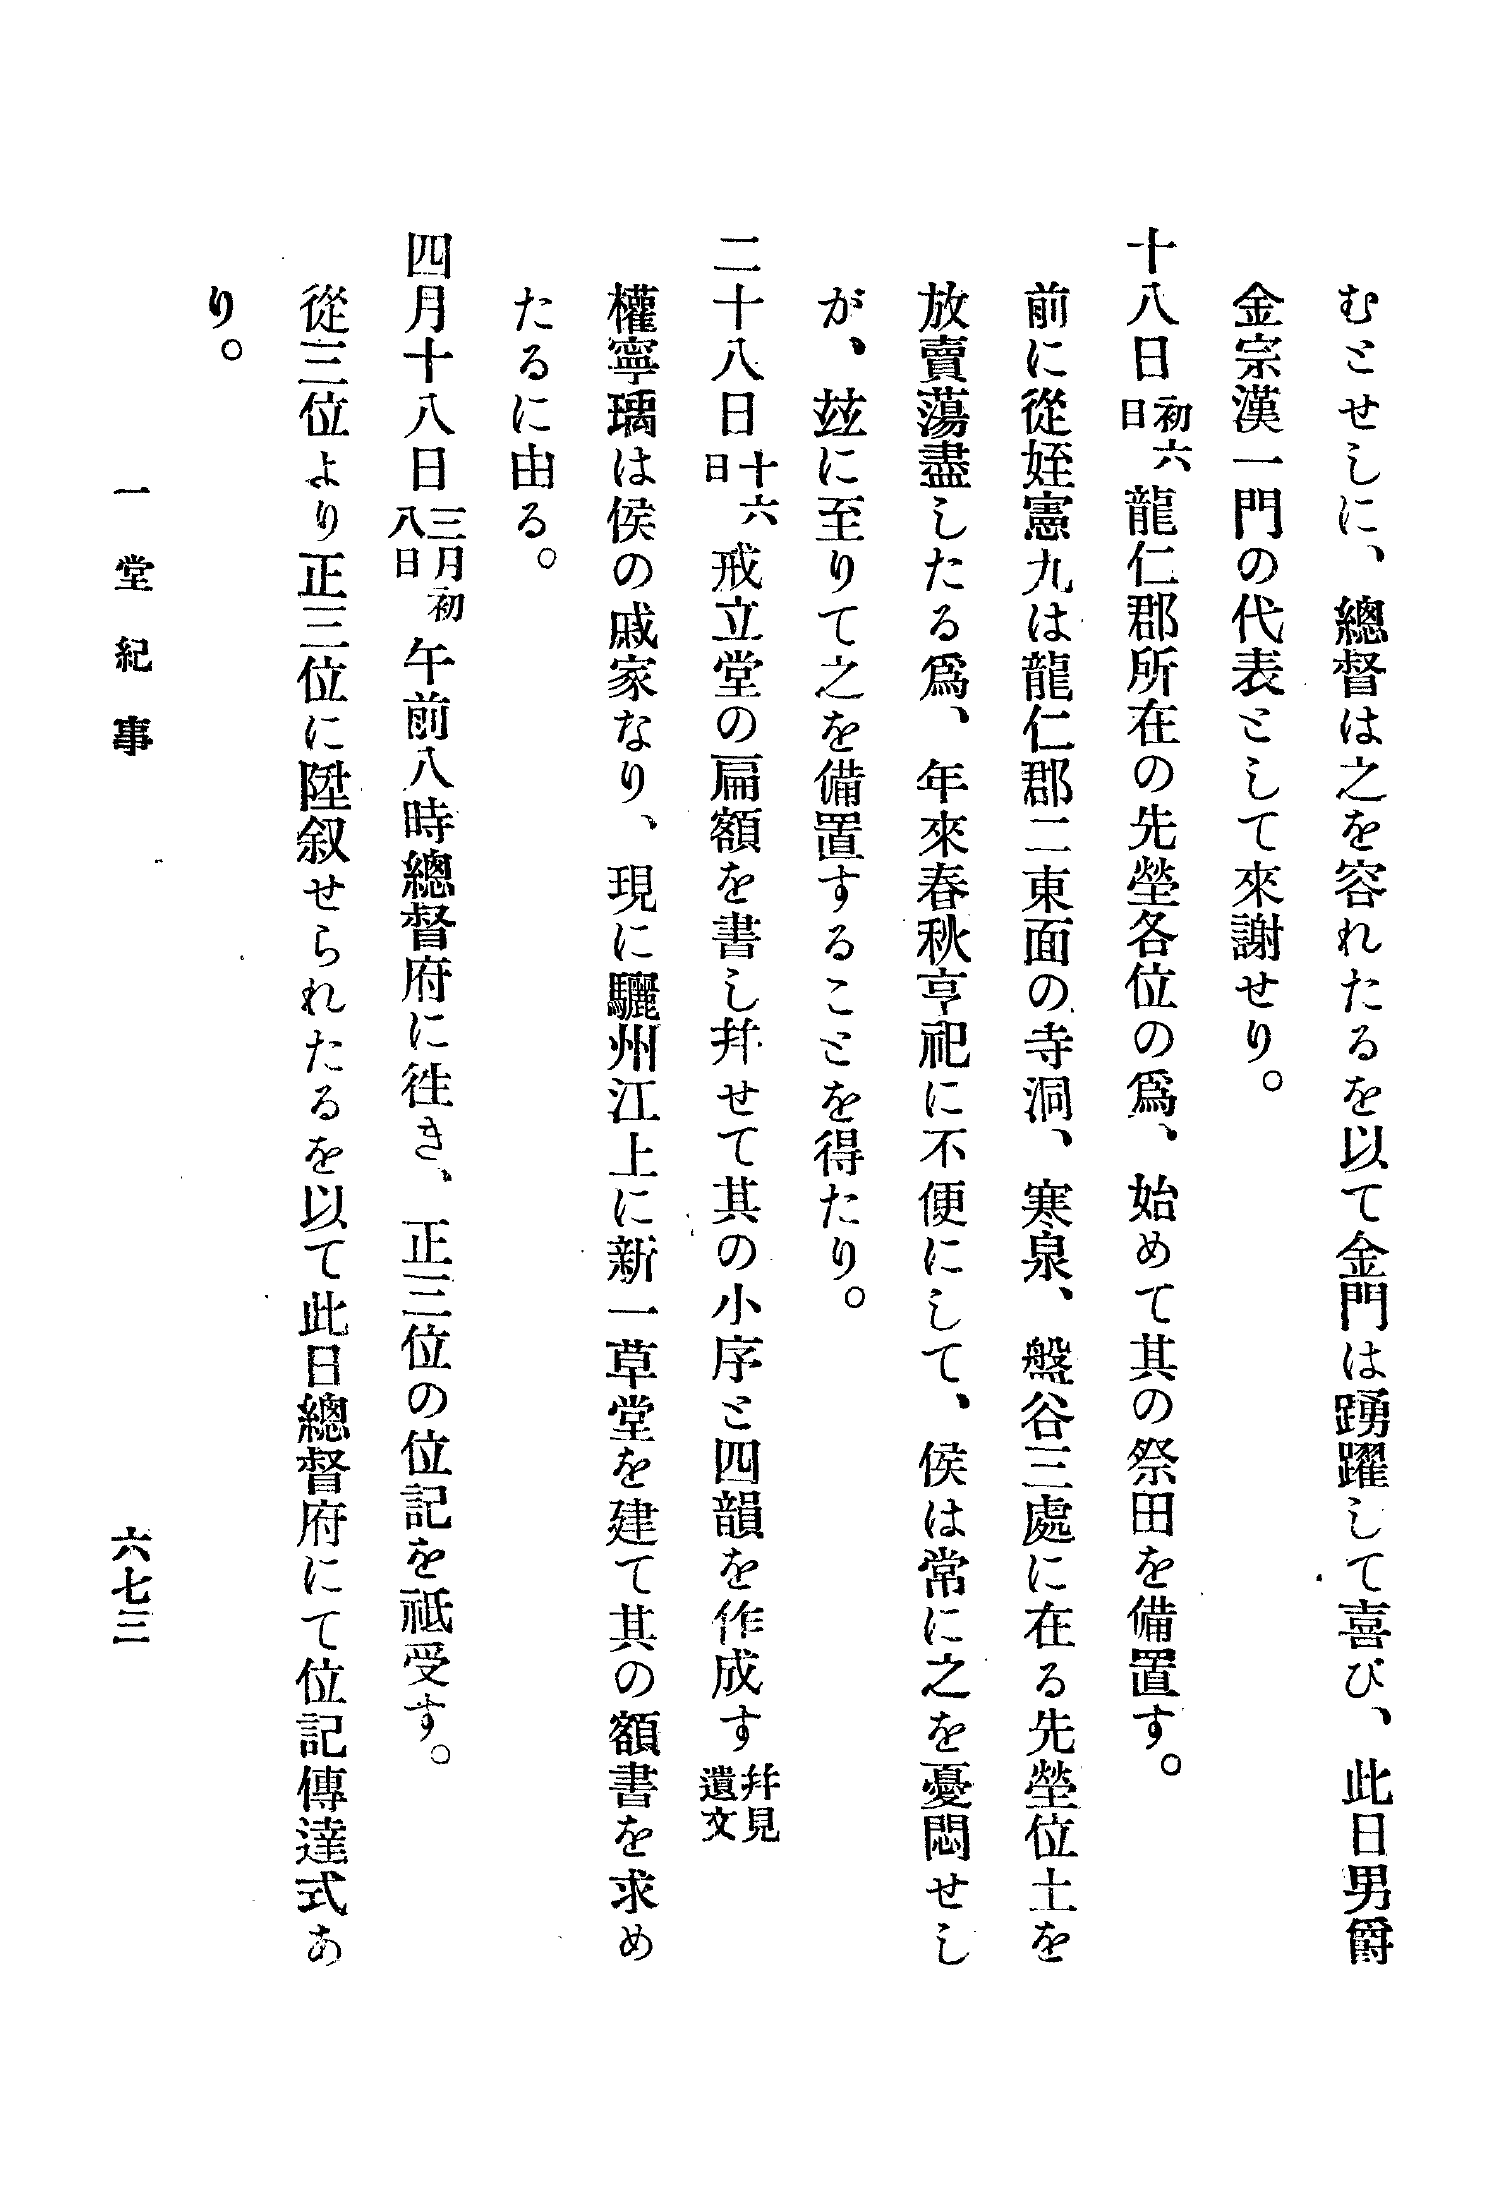 むとせしに、總督は之を容れたるを以て金門は踴躍して喜び、此日男爵
金宗漢一門の代表として來謝せり。
十八日初六日龍仁郡所在の先塋各位の爲、始めて其の祭田を備置す。
前に從姪憲九は龍仁郡二東面の寺洞、寒泉、盤谷三處に在る先塋位土を
放賣蕩盡したる爲、年來春秋享祀に不便にして、侯は常に之を憂悶せし
が、玆に至りて之を備置することを得たり。
二十八日十六日戒立堂の扁額を書し幷せて其の小序と四韻を作成す幷見遺文
權寧瑀は侯の戚家なり、現に驪州江上に新一草堂を建て其の額書を求め
たるに由る。
四月十八日三月初八日午前八時總督府に徃き、正三位の位記を祗受す。
從三位より正三位に陞叙せられたるを以て此日總督府にて位記傳達式あ
り。
一堂紀事
六七三